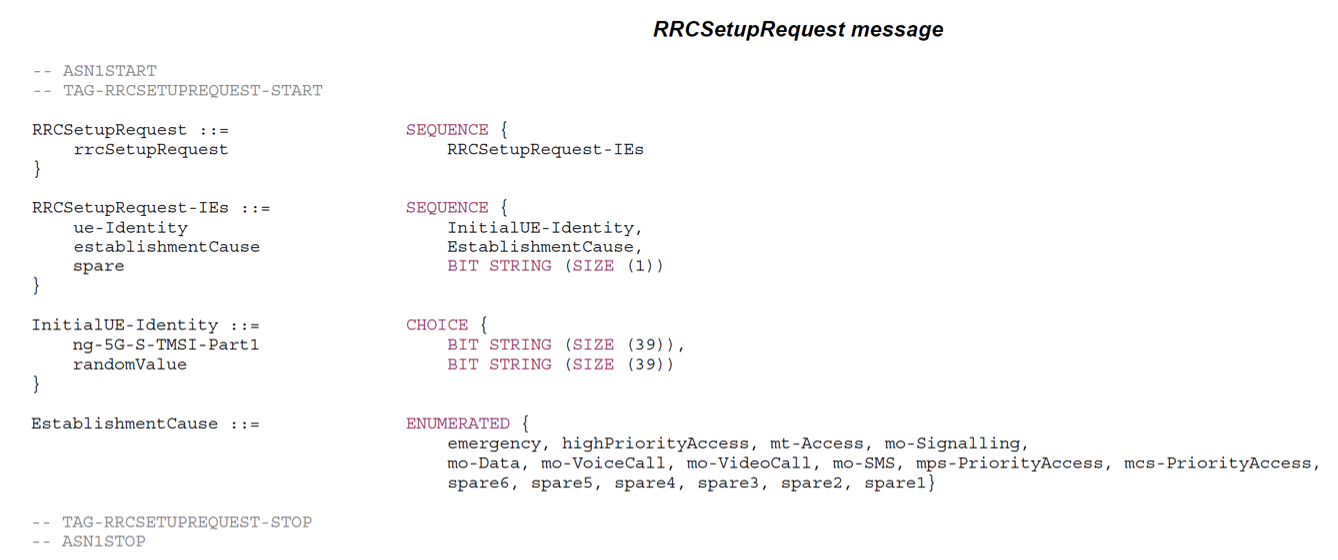 RRCSetupRequest message
-- ASN1START
-- TAG-RRCSETUPREQUEST-START
RRCSetupRequest ::= SEQUENCE {
rrcSetupRequest RRCSetupRequest-IEs
}
RRCSetupRequest-IEs ::= SEQUENCE {
ue-Identity InitialUE-Identity,
establishmentCause EstablishmentCause,
spare BIT STRING (SIZE (1))
}
InitialUE-Identity ::= CHOICE {
ng-5G-S-TMSI-Part1 BIT STRING (SIZE (39)),
randomValue BIT STRING (SIZE (39))
}
EstablishmentCause ::= ENUMERATED {
emergency, highPriorityAccess, mt-Access, mo-Signalling,
mo-Data, mo-VoiceCall, mo-VideoCall, mo-SMS, mps-PriorityAccess, mcs-PriorityAccess,
spare6, spare5, spare4, spare3, spare2, spare1}
-- TAG-RRCSETUPREQUEST-STOP
-- ASN1STOP